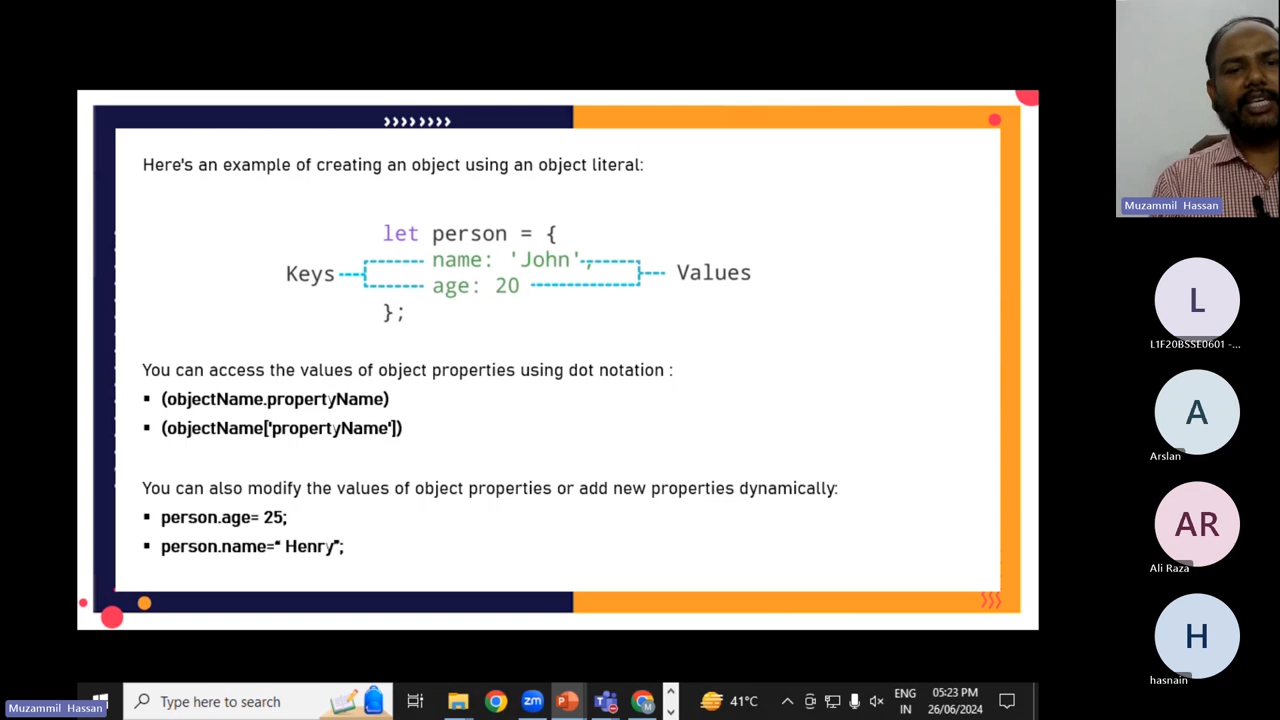 Here's an example of creating an object using an object literal:
let person = {
Keys
name: 'John',
age: 20
Values
};
You can access the values of object properties using dot notation :
▪ (objectName.propertyName)
▪ (objectName['propertyName'])
You can also modify the values of object properties or add new properties dynamically:
▪ person.age= 25;
▪ person.name=“ Henry”;
Muzammil Hassan
L
L1F20BSSE0601 -...
A
Arslan
AR
Ali Raza
H
hasnain
Muzammil Hassan
Type here to search
zm
41°C
ENG
IN
05:23 PM
26/06/2024